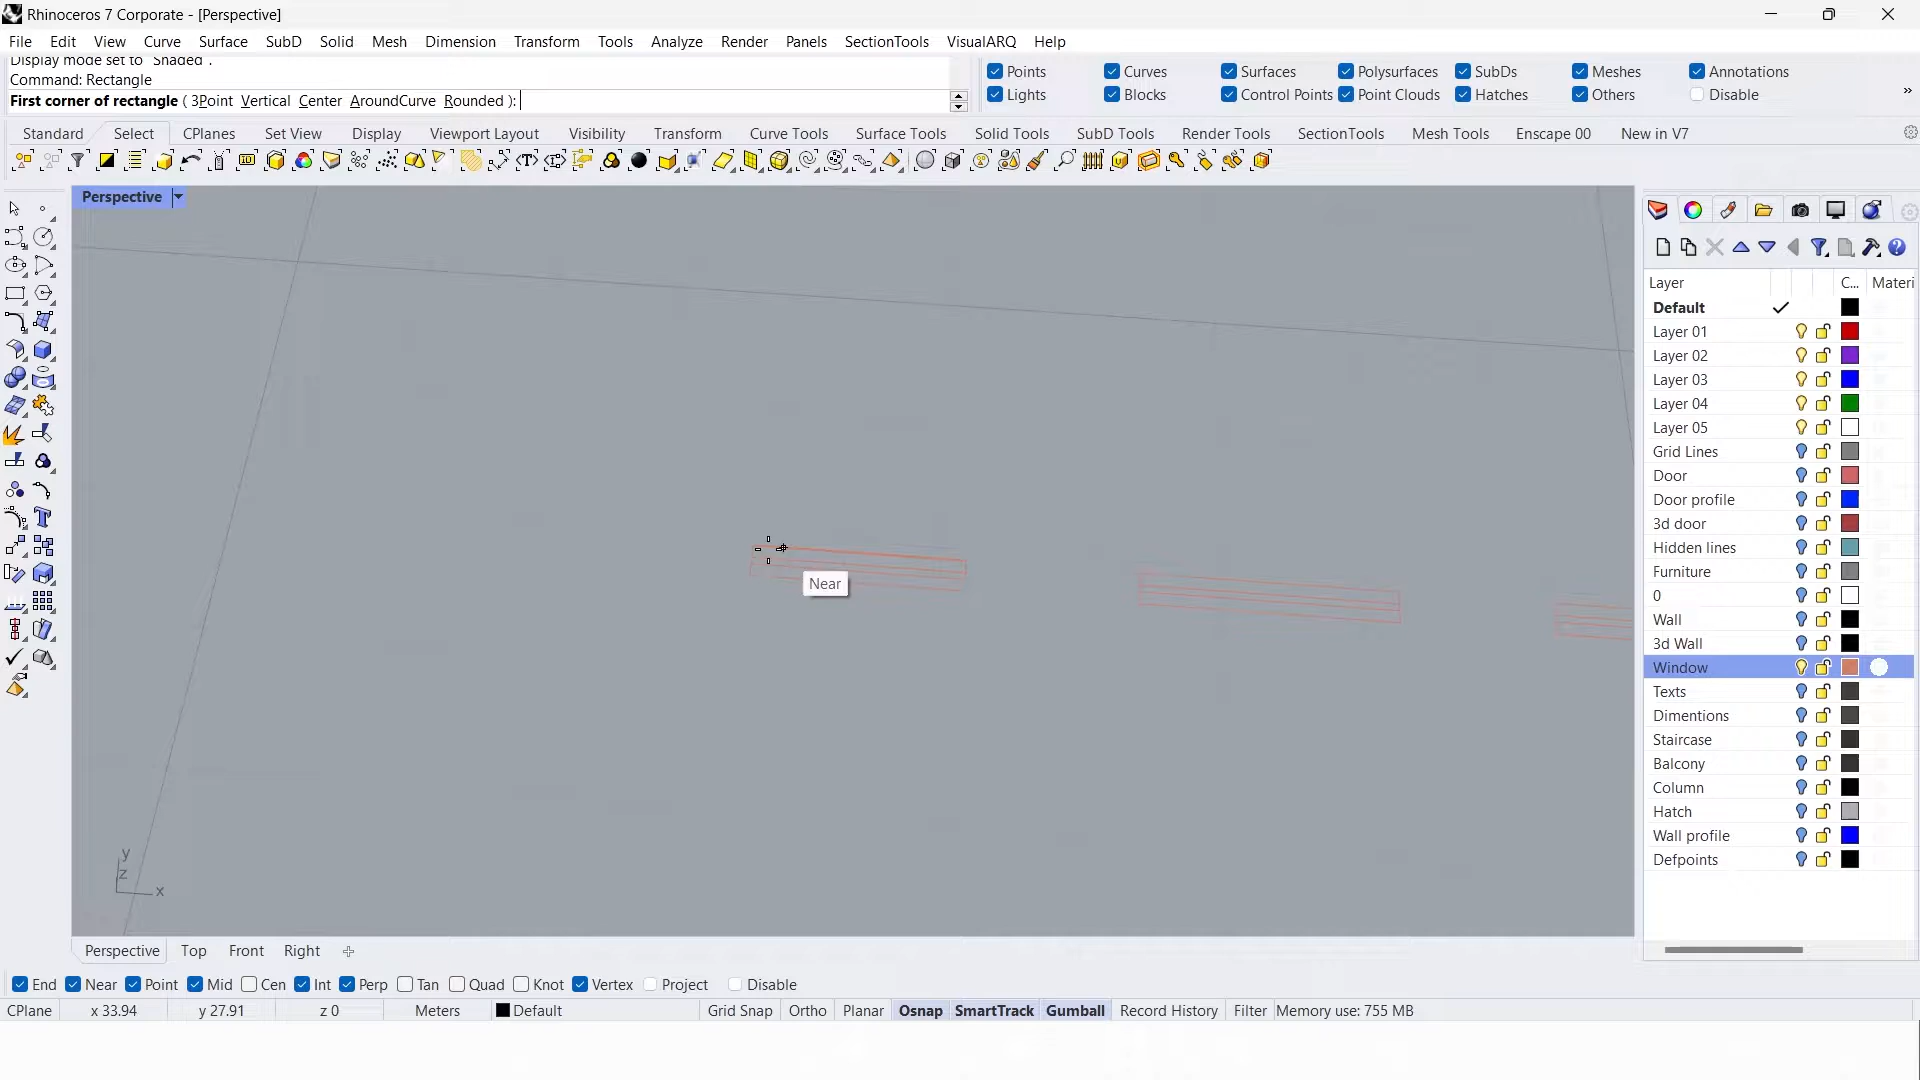 Rhinoceros 7 Corporate - [Perspective]
File Edit View Curve Surface SubD Solid Mesh Dimension Transform Tools Analyze Render Panels SectionTools VisualARQ Help
Display mode set to "Shaded".
Command: Rectangle
First corner of rectangle ( 3Point Vertical Center AroundCurve Rounded ):
Points Curves Surfaces Polysurfaces SubDs Meshes Annotations
Lights Blocks Control Points Point Clouds Hatches Others Disable
»
Standard Select CPlanes Set View Display Viewport Layout Visibility Transform Curve Tools Surface Tools Solid Tools SubD Tools Render Tools SectionTools Mesh Tools Enscape 00 New in V7
Perspective
Near
y
z
x
Layer C... Materi
Default
Layer 01
Layer 02
Layer 03
Layer 04
Layer 05
Grid Lines
Door
Door profile
3d door
Hidden lines
Furniture
0
Wall
3d Wall
Window
Texts
Dimentions
Staircase
Balcony
Column
Hatch
Wall profile
Defpoints
Perspective Top Front Right
End Near Point Mid Cen Int Perp Tan Quad Knot Vertex Project Disable
CPlane x 33.94 y 27.91 z 0 Meters Default Grid Snap Ortho Planar Osnap SmartTrack Gumball Record History Filter Memory use: 755 MB